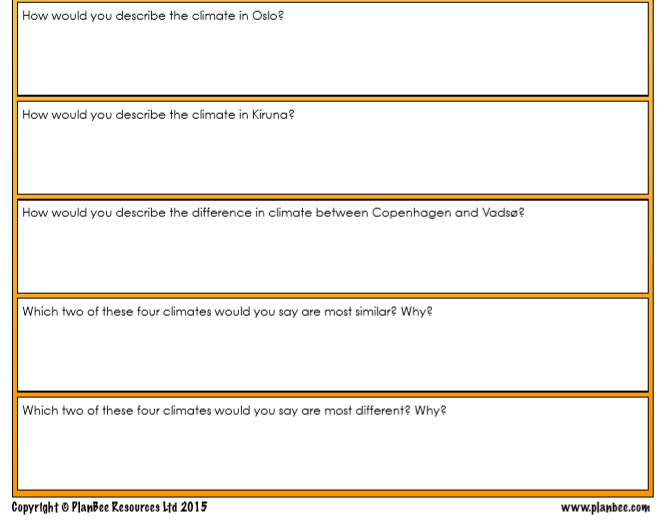 How would you describe the climate in Oslo?
How would you describe the climate in Kiruna?
How would you describe the difference in climate between Copenhagen and Vadsø?
Which two of these four climates would you say are most similar? Why?
Which two of these four climates would you say are most different? Why?
Copyright © PlanBee Resources Ltd 2015
www.planbee.com